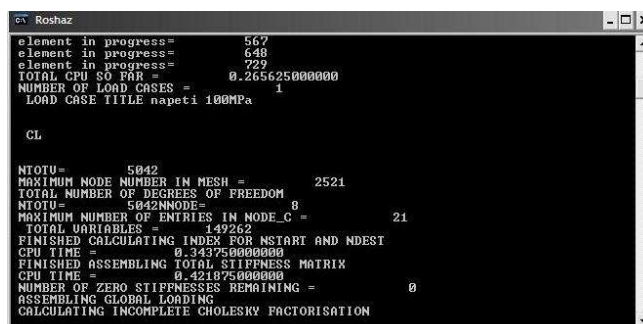 Roshaz
element in progress= 567
element in progress= 648
element in progress= 729
TOTAL CPU SO FAR = 0.265625000000
NUMBER OF LOAD CASES = 1
LOAD CASE TITLE napeti 100MPa
CL
NTOTU= 5042
MAXIMUM NODE NUMBER IN MESH = 2521
TOTAL NUMBER OF DEGREES OF FREEDOM
NTOTU= 5042NNODE= 8
MAXIMUM NUMBER OF ENTRIES IN NODE_C = 21
TOTAL VARIABLES = 149262
FINISHED CALCULATING INDEX FOR NSTART AND NDEST
CPU TIME = 0.343750000000
FINISHED ASSEMBLING TOTAL STIFFNESS MATRIX
CPU TIME = 0.421875000000
NUMBER OF ZERO STIFFNESSES REMAINING = 0
ASSEMBLING GLOBAL LOADING
CALCULATING INCOMPLETE CHOLESKY FACTORISATION